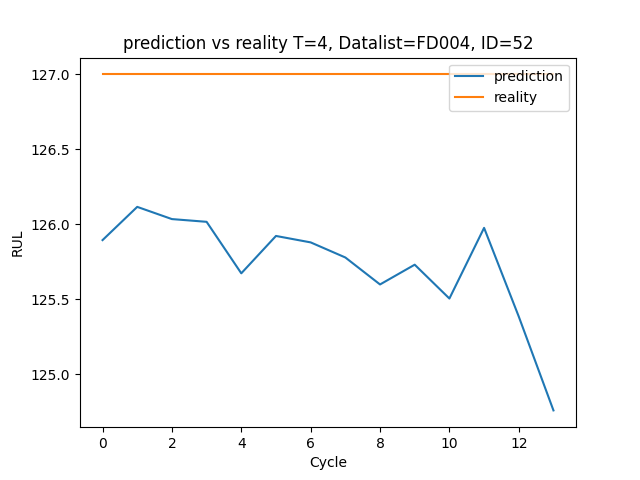 prediction vs reality T=4, Datalist=FD004, ID=52
127.0
126.5
126.0
125.5
125.0
RUL
prediction
reality
0 2 4 6 8 10 12
Cycle